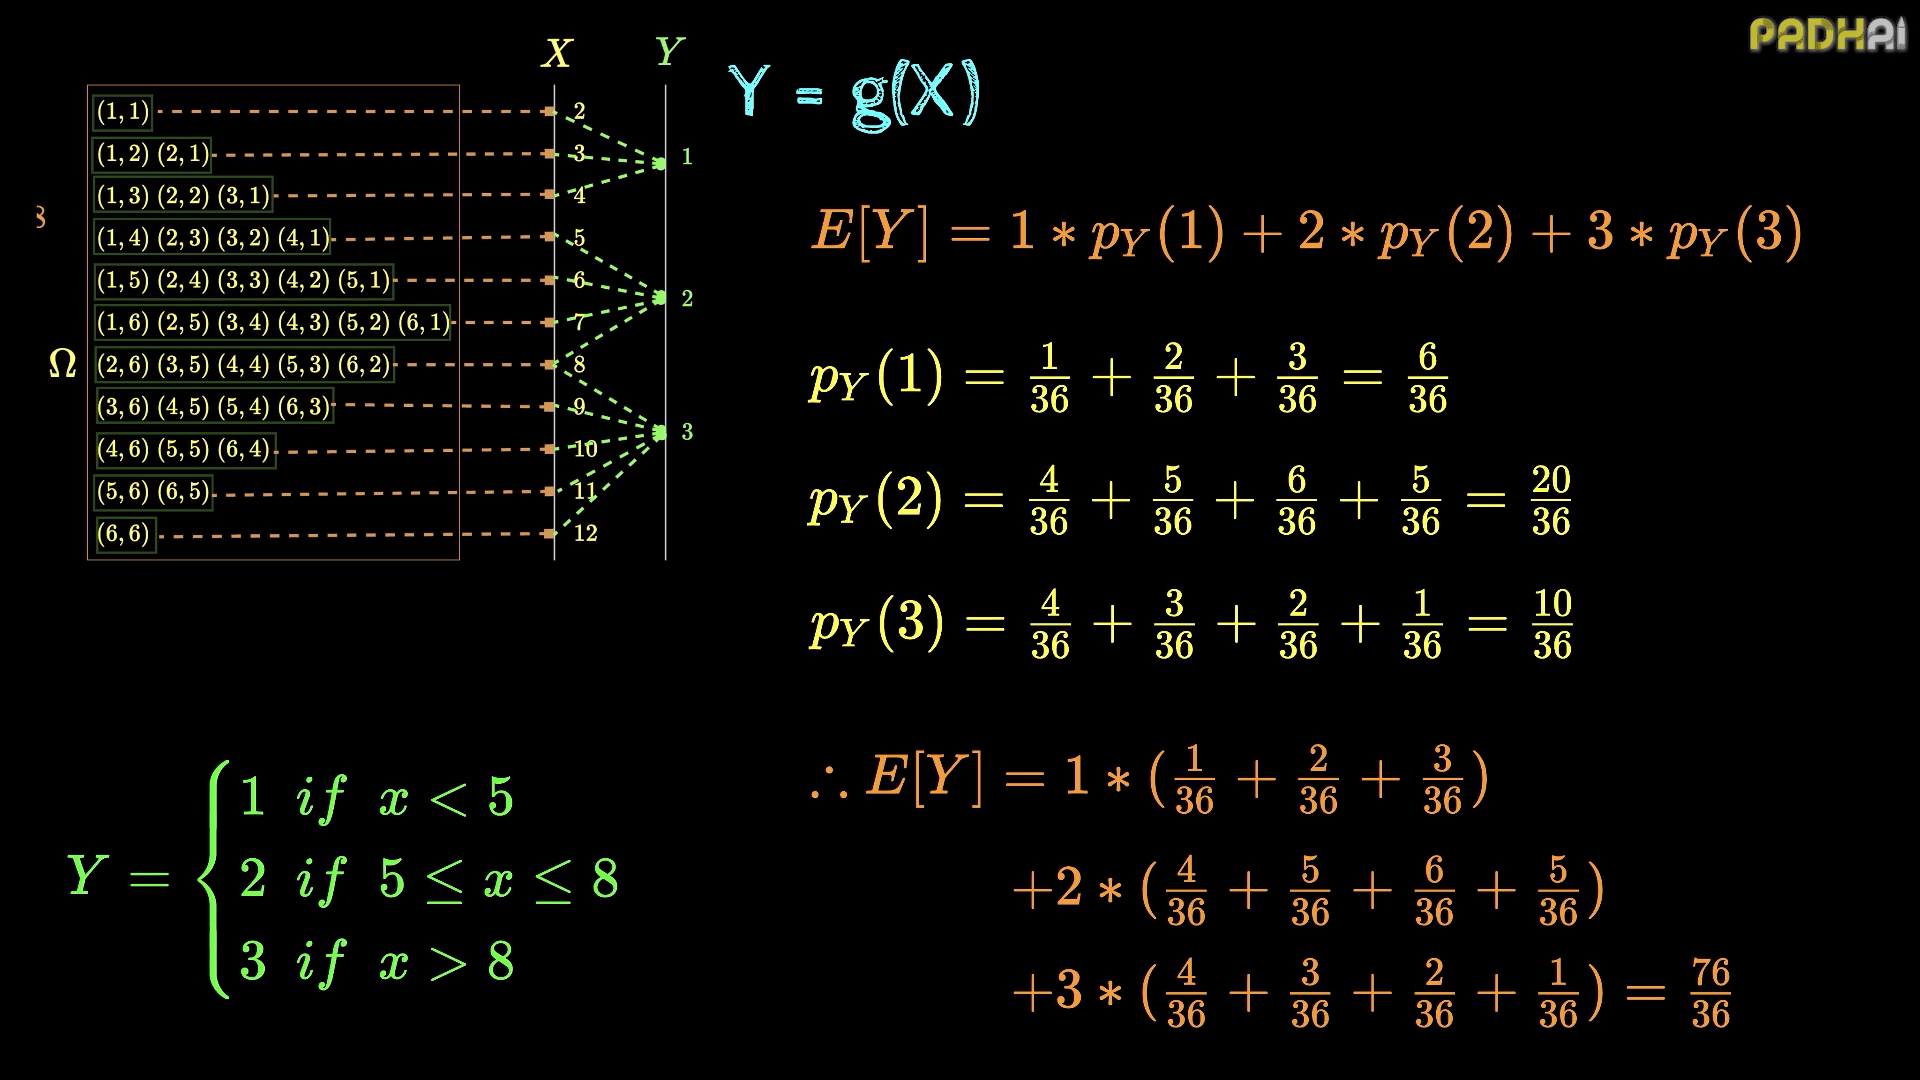 PADHAI
X Y
Y = g(X)
(1, 1) 2
(1, 2) (2, 1) 3
1
(1, 3) (2, 2) (3, 1) 4
(1, 4) (2, 3) (3, 2) (4, 1) 5
(1, 5) (2, 4) (3, 3) (4, 2) (5, 1) 6
2
(1, 6) (2, 5) (3, 4) (4, 3) (5, 2) (6, 1) 7
Ω
(2, 6) (3, 5) (4, 4) (5, 3) (6, 2) 8
(3, 6) (4, 5) (5, 4) (6, 3) 9
3
(4, 6) (5, 5) (6, 4) 10
(5, 6) (6, 5) 11
(6, 6) 12
E[Y] = 1 * p_Y(1) + 2 * p_Y(2) + 3 * p_Y(3)
p_Y(1) = 1/36 + 2/36 + 3/36 = 6/36
p_Y(2) = 4/36 + 5/36 + 6/36 + 5/36 = 20/36
p_Y(3) = 4/36 + 3/36 + 2/36 + 1/36 = 10/36
∴ E[Y] = 1 * (1/36 + 2/36 + 3/36)
+2 * (4/36 + 5/36 + 6/36 + 5/36)
+3 * (4/36 + 3/36 + 2/36 + 1/36) = 76/36
Y = {
1 if x < 5
2 if 5 ≤ x ≤ 8
3 if x > 8